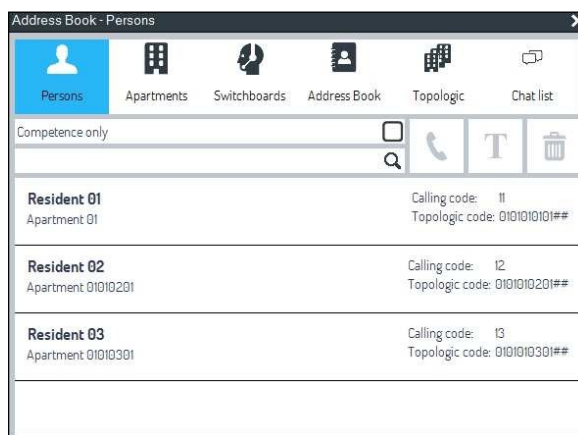 Address Book - Persons
Persons
Apartments
Switchboards
Address Book
Topologic
Chat list
Competence only
T
Resident 01
Calling code: 11
Apartment 01
Topologic code: 0101010101##
Resident 02
Calling code: 12
Apartment 01010201
Topologic code: 0101010201##
Resident 03
Calling code: 13
Apartment 01010301
Topologic code: 0101010301##